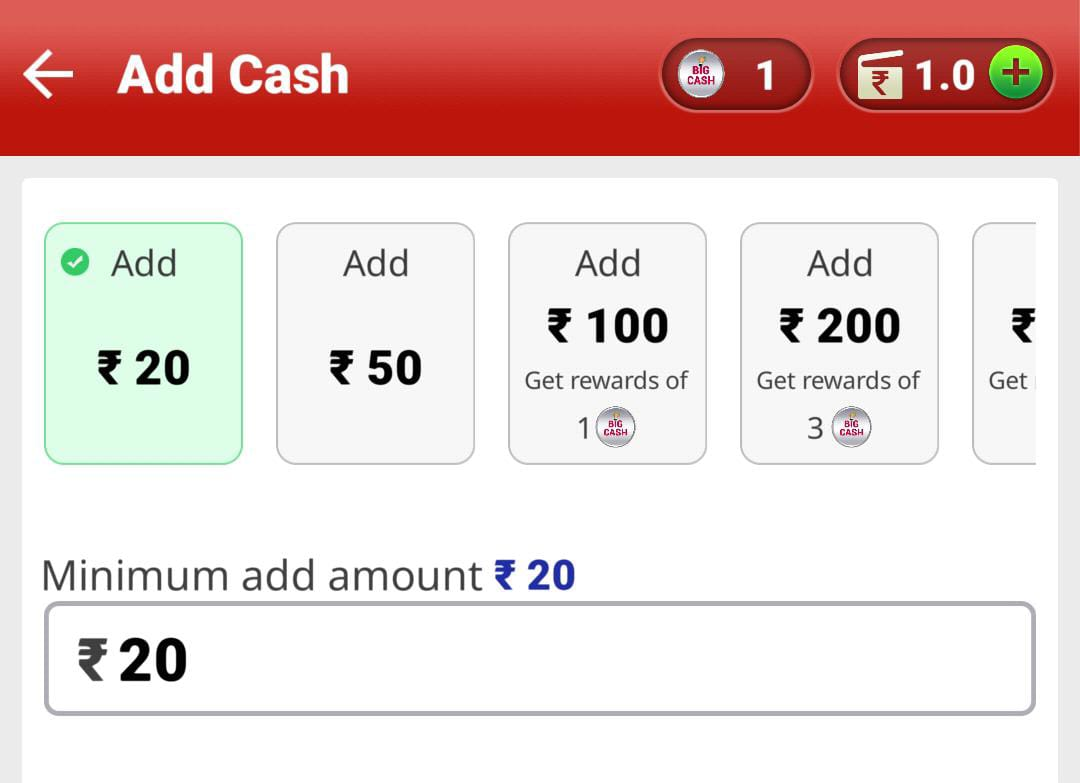 Add Cash
BIG CASH 1
₹ 1.0 +
Add
₹ 20
Add
₹ 50
Add
₹ 100
Get rewards of
1 BIG CASH
Add
₹ 200
Get rewards of
3 BIG CASH
₹
Get
Minimum add amount ₹ 20
₹ 20